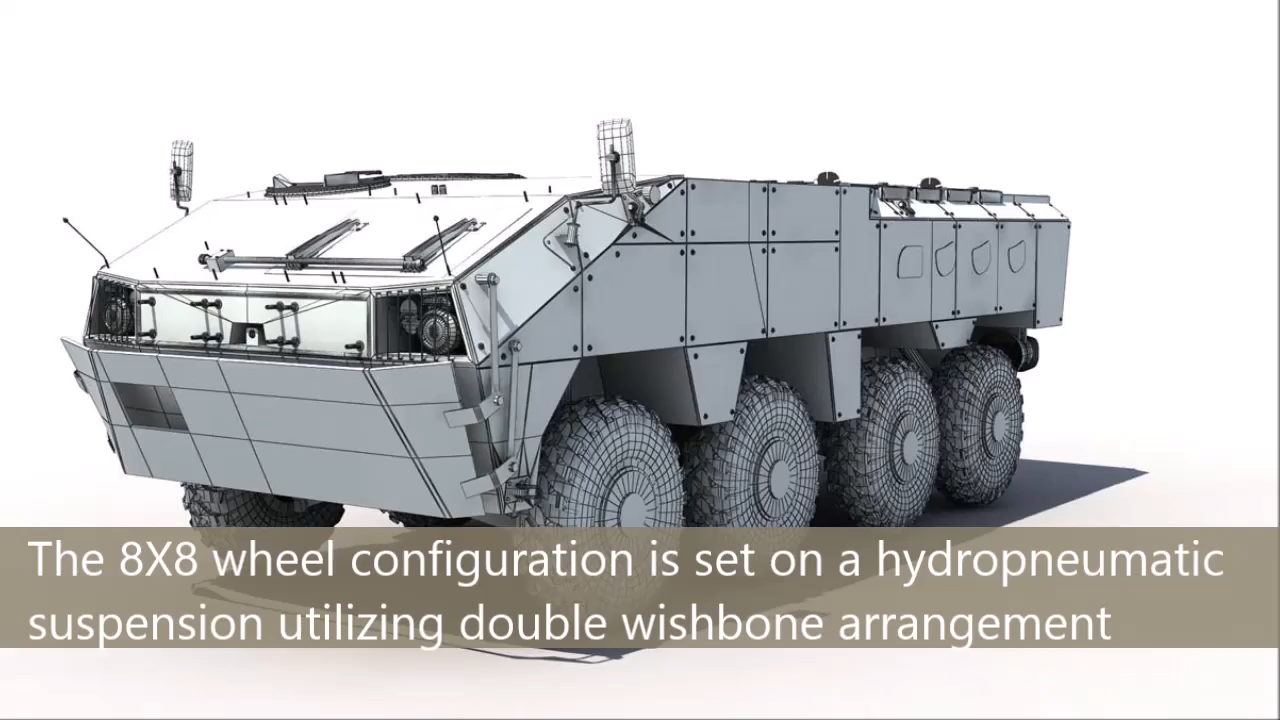 The 8X8 wheel configuration is set on a hydropneumatic
suspension utilizing double wishbone arrangement